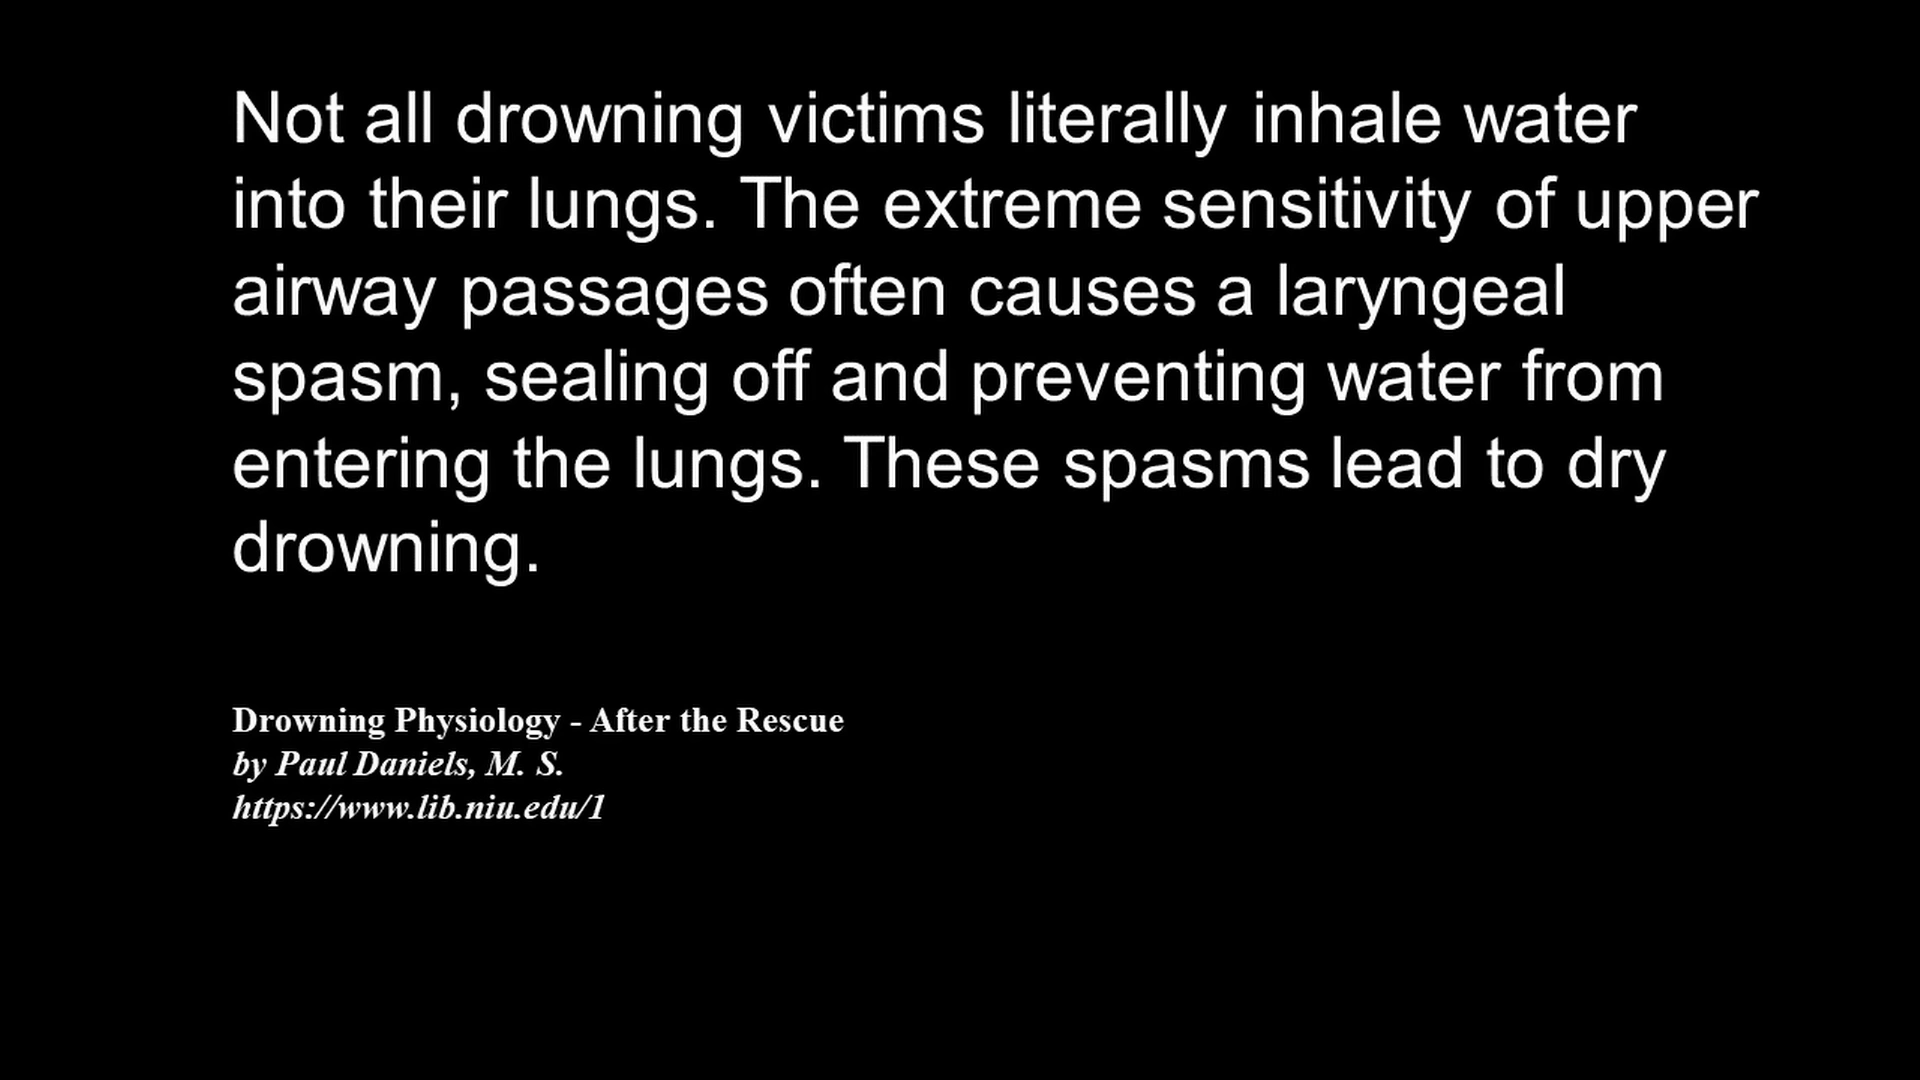 Not all drowning victims literally inhale water
into their lungs. The extreme sensitivity of upper
airway passages often causes a laryngeal
spasm, sealing off and preventing water from
entering the lungs. These spasms lead to dry
drowning.
Drowning Physiology - After the Rescue
by Paul Daniels, M. S.
https://www.lib.niu.edu/1